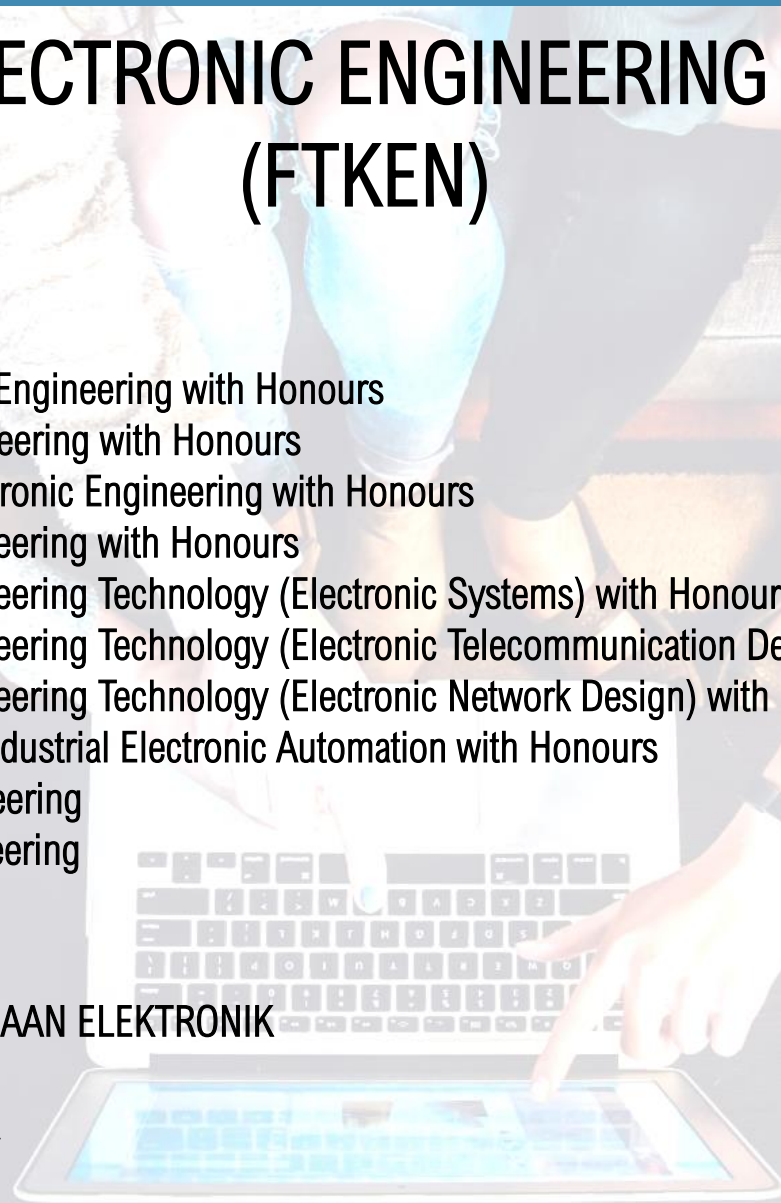 ECTRONIC ENGINEERING
(FTKEN)
Engineering with Honours
eering with Honours
ronic Engineering with Honours
eering with Honours
eering Technology (Electronic Systems) with Honour
eering Technology (Electronic Telecommunication De
eering Technology (Electronic Network Design) with
dustrial Electronic Automation with Honours
eering
eering
AAN ELEKTRONIK